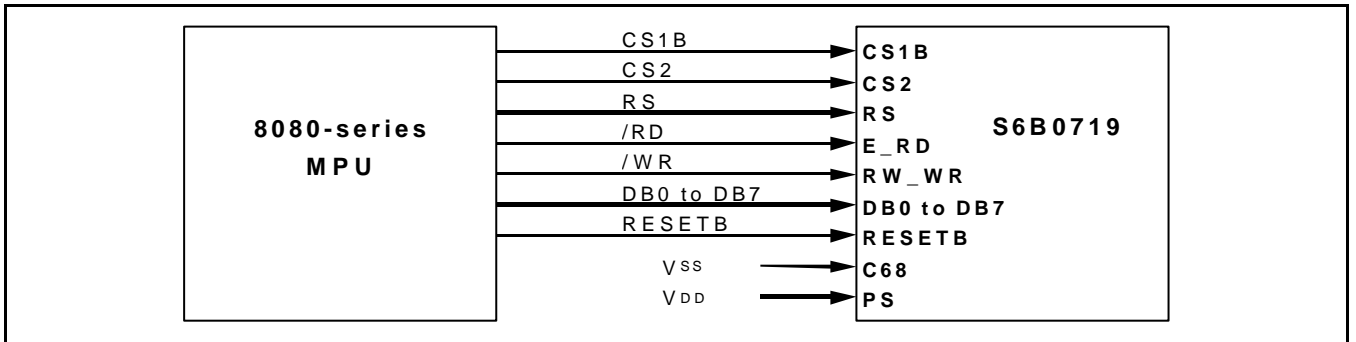 8080-series
MPU
CS1B
CS2
RS
/RD
/WR
DB0 to DB7
RESETB
VSS
VDD
CS1B
CS2
RS
E_RD
RW_WR
DB0 to DB7
RESETB
C68
PS
S6B0719